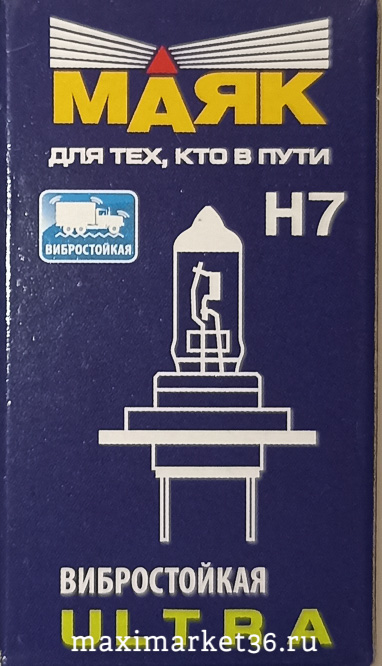 МАЯК
ДЛЯ ТЕХ, КТО В ПУТИ
H7
ВИБРОСТОЙКАЯ
ВИБРОСТОЙКАЯ
ULTRA
maximarket36.ru